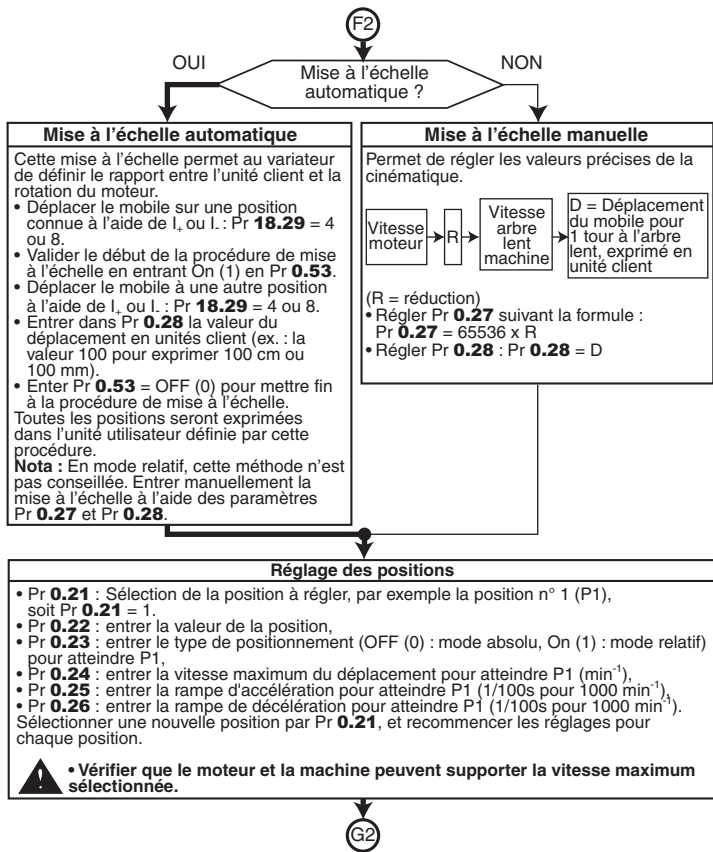 F2
OUI
Mise à l'échelle
automatique ?
NON
Mise à l'échelle automatique
Cette mise à l'échelle permet au variateur
de définir le rapport entre l'unité client et la
rotation du moteur.
• Déplacer le mobile sur une position
connue à l'aide de I+ ou I- : Pr 18.29 = 4
ou 8.
• Valider le début de la procédure de mise
à l'échelle en entrant On (1) en Pr 0.53.
• Déplacer le mobile à une autre position
à l'aide de I+ ou I- : Pr 18.29 = 4 ou 8.
• Entrer dans Pr 0.28 la valeur du
déplacement en unités client (ex. : la
valeur 100 pour exprimer 100 cm ou
100 mm).
• Enter Pr 0.53 = OFF (0) pour mettre fin
à la procédure de mise à l'échelle.
Toutes les positions seront exprimées
dans l'unité utilisateur définie par cette
procédure.
Nota : En mode relatif, cette méthode n'est
pas conseillée. Entrer manuellement la
mise à l'échelle à l'aide des paramètres
Pr 0.27 et Pr 0.28.
Mise à l'échelle manuelle
Permet de régler les valeurs précises de la
cinématique.
Vitesse
moteur
R
Vitesse
arbre
lent
machine
D = Déplacement
du mobile pour
1 tour à l'arbre
lent, exprimé en
unité client
(R = réduction)
• Régler Pr 0.27 suivant la formule :
Pr 0.27 = 65536 x R
• Régler Pr 0.28 : Pr 0.28 = D
Réglage des positions
• Pr 0.21 : Sélection de la position à régler, par exemple la position n° 1 (P1),
soit Pr 0.21 = 1.
• Pr 0.22 : entrer la valeur de la position,
• Pr 0.23 : entrer le type de positionnement (OFF (0) : mode absolu, On (1) : mode relatif)
pour atteindre P1,
• Pr 0.24 : entrer la vitesse maximum du déplacement pour atteindre P1 (min-1),
• Pr 0.25 : entrer la rampe d'accélération pour atteindre P1 (1/100s pour 1000 min-1),
• Pr 0.26 : entrer la rampe de décélération pour atteindre P1 (1/100s pour 1000 min-1).
Sélectionner une nouvelle position par Pr 0.21, et recommencer les réglages pour
chaque position.
• Vérifier que le moteur et la machine peuvent supporter la vitesse maximum
sélectionnée.
G2